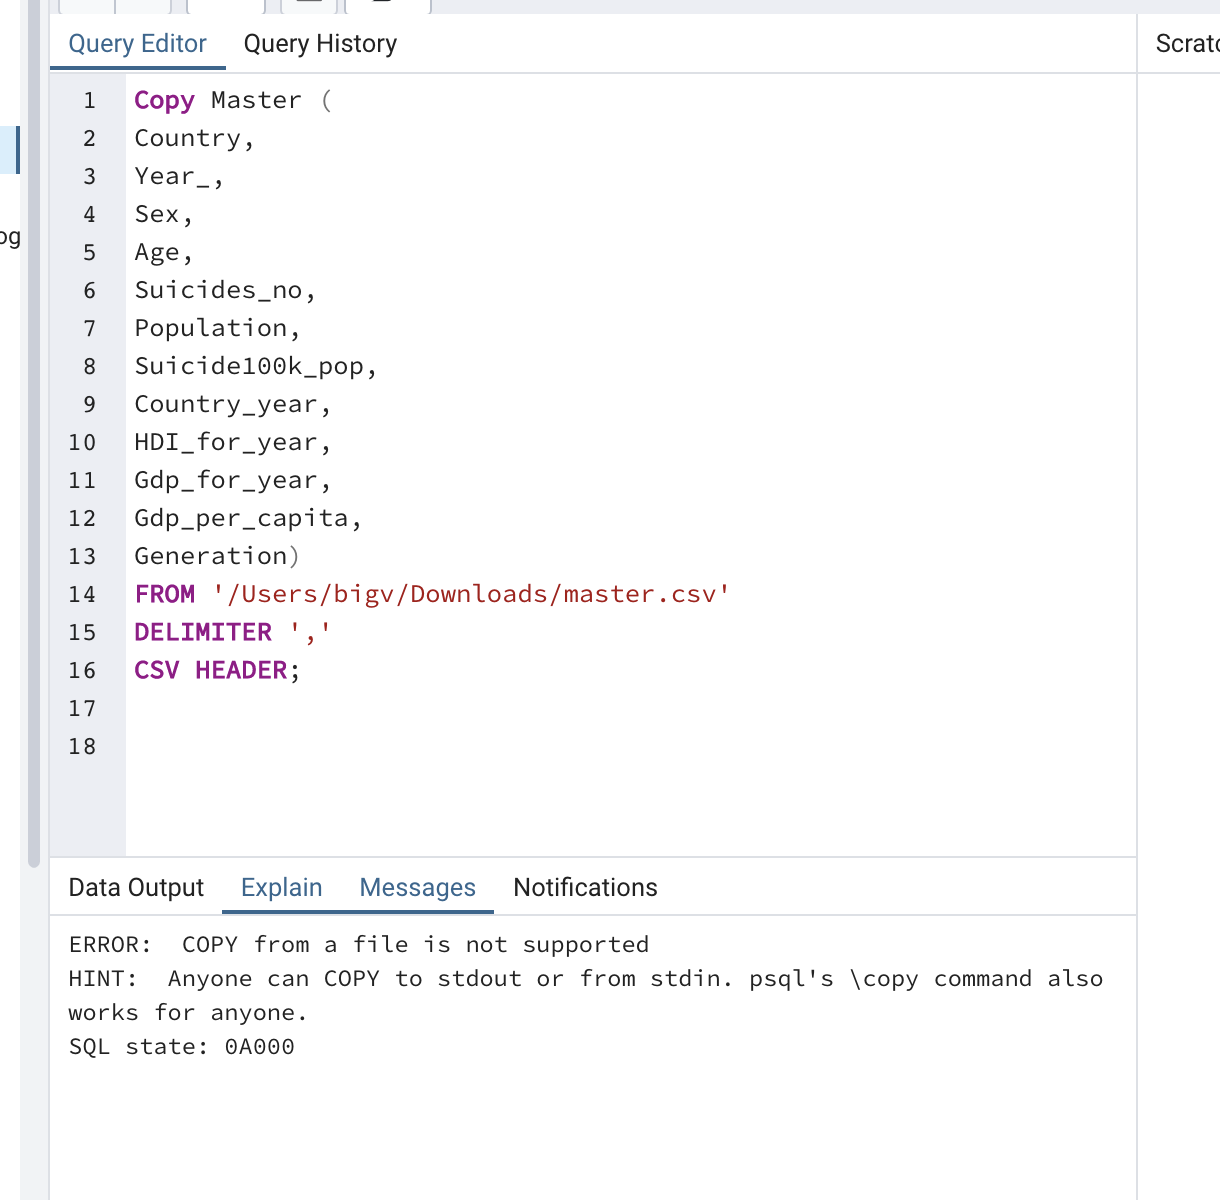 Query Editor Query History
1 Copy Master (
2 Country,
3 Year_,
4 Sex,
5 Age,
6 Suicides_no,
7 Population,
8 Suicide100k_pop,
9 Country_year,
10 HDI_for_year,
11 Gdp_for_year,
12 Gdp_per_capita,
13 Generation)
14 FROM '/Users/bigv/Downloads/master.csv'
15 DELIMITER ','
16 CSV HEADER;
17
18
Data Output Explain Messages Notifications
ERROR:  COPY from a file is not supported
HINT:  Anyone can COPY to stdout or from stdin. psql's \copy command also
works for anyone.
SQL state: 0A000